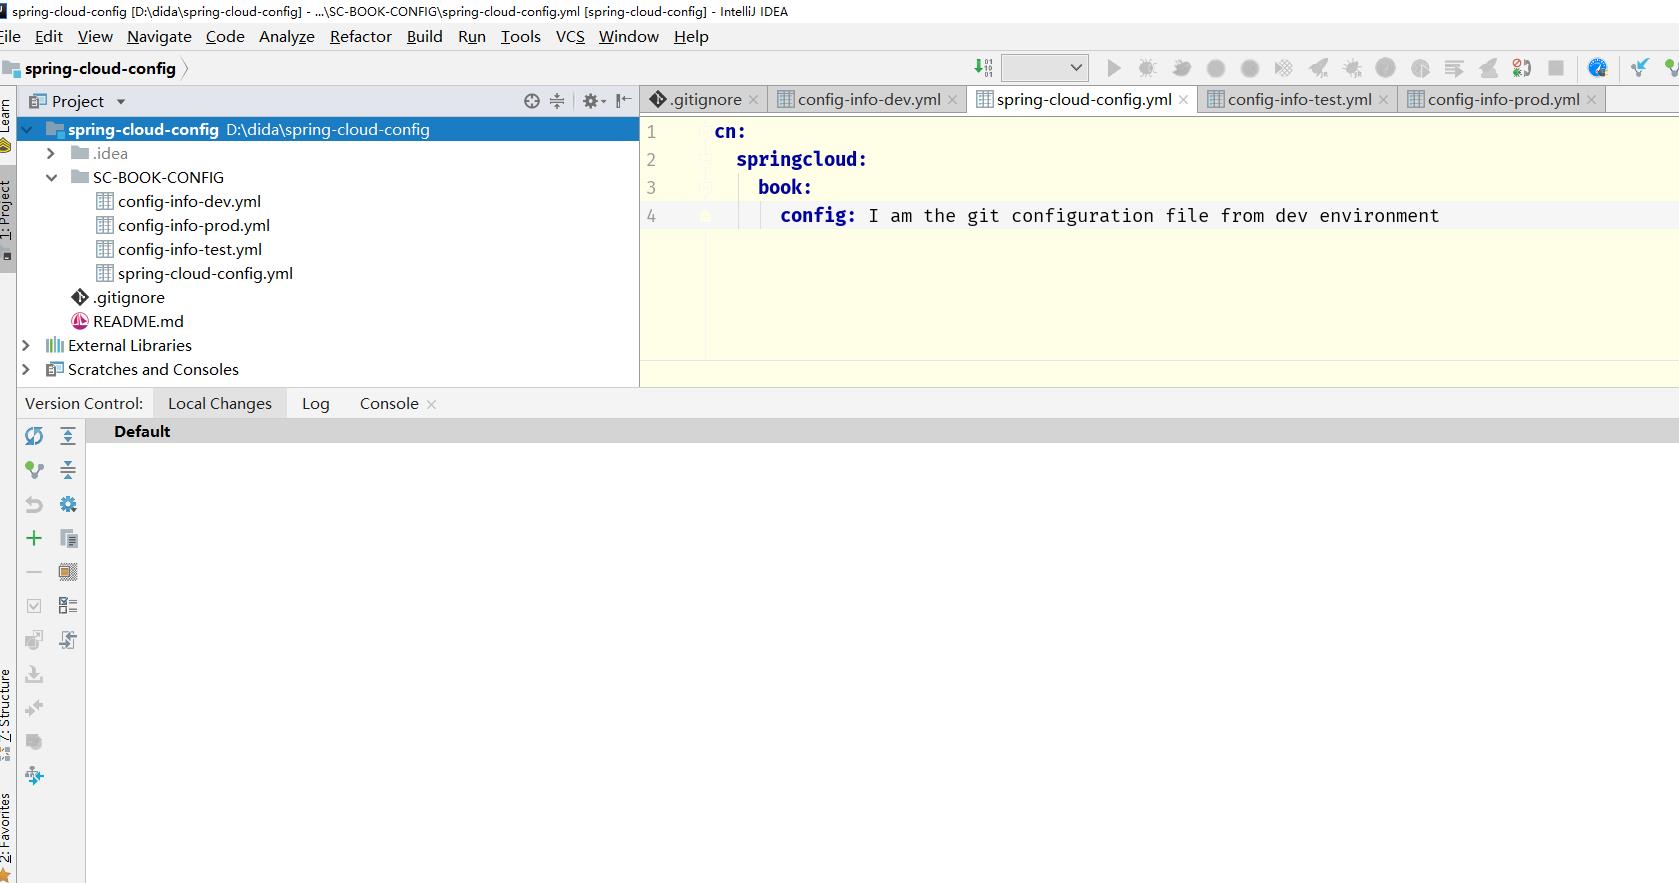 spring-cloud-config [D:\dida\spring-cloud-config] - ...\SC-BOOK-CONFIG\spring-cloud-config.yml [spring-cloud-config] - IntelliJ IDEA
File Edit View Navigate Code Analyze Refactor Build Run Tools VCS Window Help
spring-cloud-config
Learn
1: Project
Z: Structure
2: Favorites
Project
spring-cloud-config D:\dida\spring-cloud-config
.idea
SC-BOOK-CONFIG
config-info-dev.yml
config-info-prod.yml
config-info-test.yml
spring-cloud-config.yml
.gitignore
README.md
External Libraries
Scratches and Consoles
.gitignore config-info-dev.yml spring-cloud-config.yml config-info-test.yml config-info-prod.yml
1 cn:
2 springcloud:
3 book:
4 config: I am the git configuration file from dev environment
Version Control: Local Changes Log Console
Default